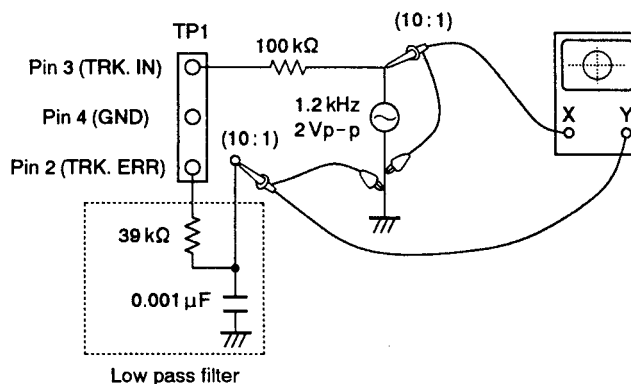 TP1
(10 : 1)
100 kΩ
Pin 3 (TRK. IN)
Pin 4 (GND)
1.2 kHz
2 Vp-p
X
Y
(10 : 1)
Pin 2 (TRK. ERR)
39 kΩ
0.001 µF
Low pass filter